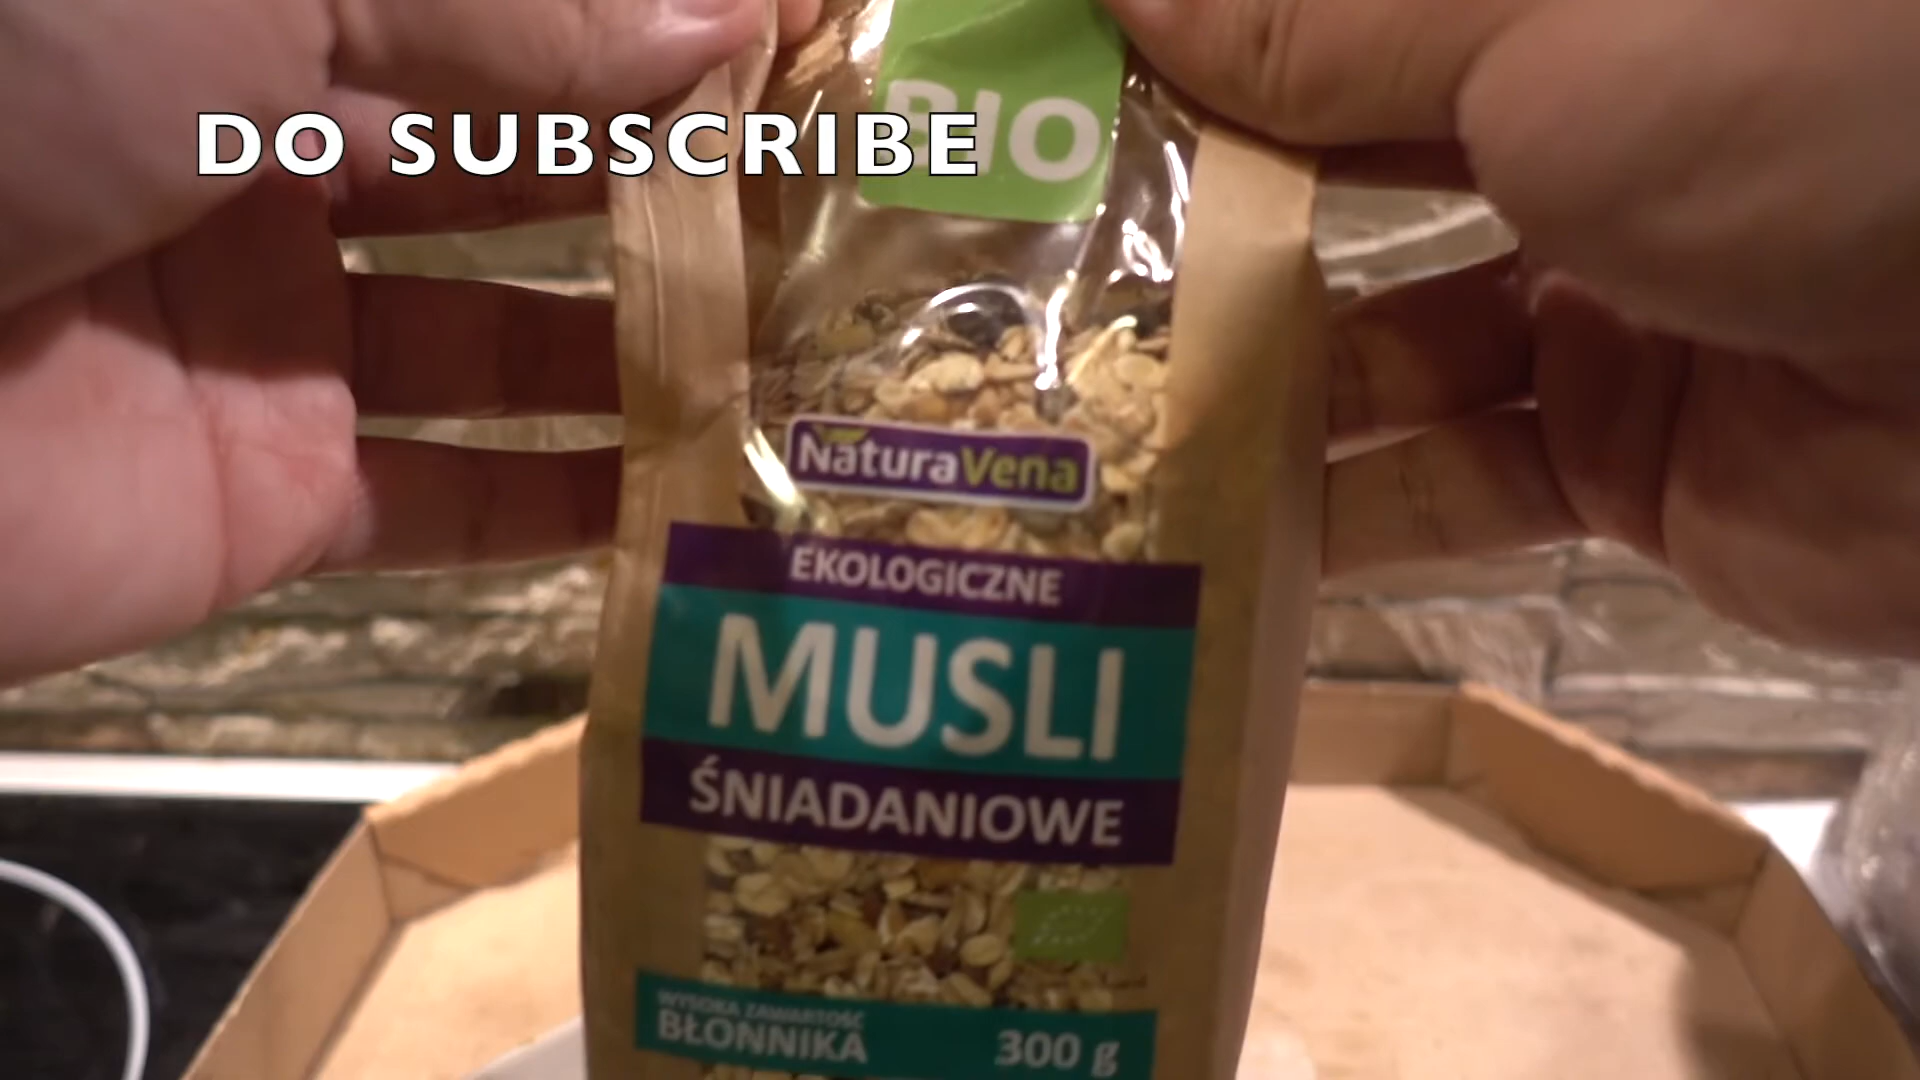 BIO
DO SUBSCRIBE
NaturaVena
EKOLOGICZNE
MUSLI
ŚNIADANIOWE
WYSOKA ZAWARTOŚĆ
BŁONNIKA
300 g